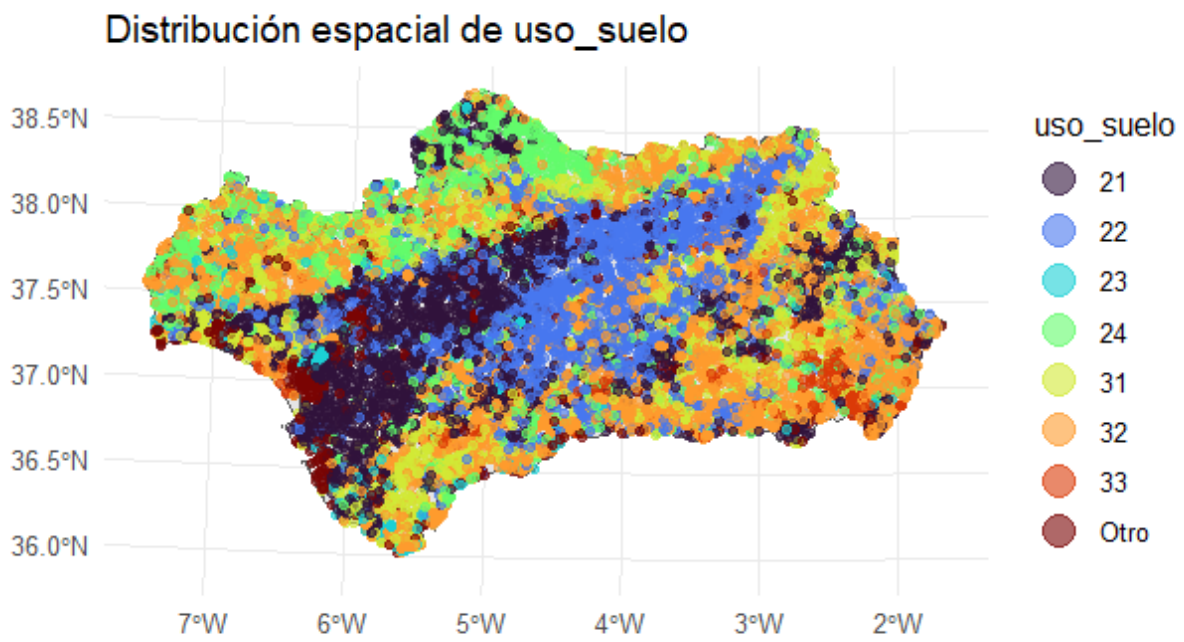 Distribución espacial de uso_suelo
38.5°N
38.0°N
37.5°N
37.0°N
36.5°N
36.0°N
7°W
6°W
5°W
4°W
3°W
2°W
uso_suelo
21
22
23
24
31
32
33
Otro